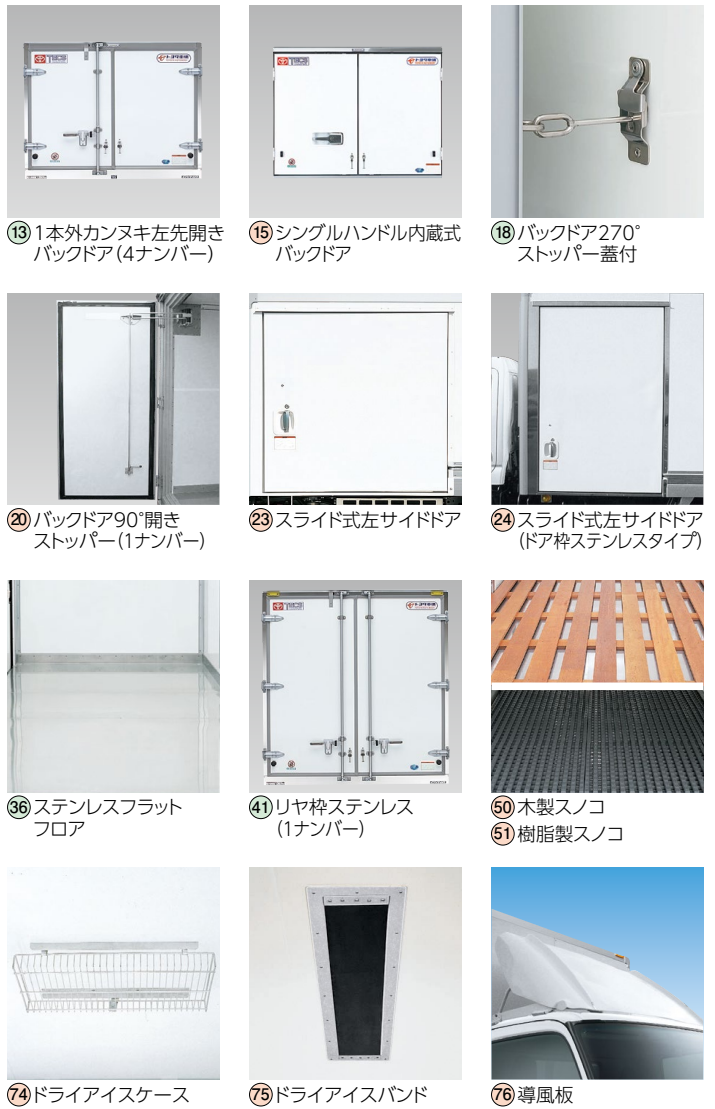 ⑬1本外カンヌキ左先開き
バックドア(4ナンバー)
⑮シングルハンドル内蔵式
バックドア
⑱バックドア270°
ストッパー蓋付
⑳バックドア90°開き
ストッパー(1ナンバー)
㉓スライド式左サイドドア
㉔スライド式左サイドドア
(ドア枠ステンレスタイプ)
㊱ステンレスフラット
フロア
㊶リヤ枠ステンレス
(1ナンバー)
㊿木製スノコ
51樹脂製スノコ
74ドライアイスケース
75ドライアイスバンド
76導風板